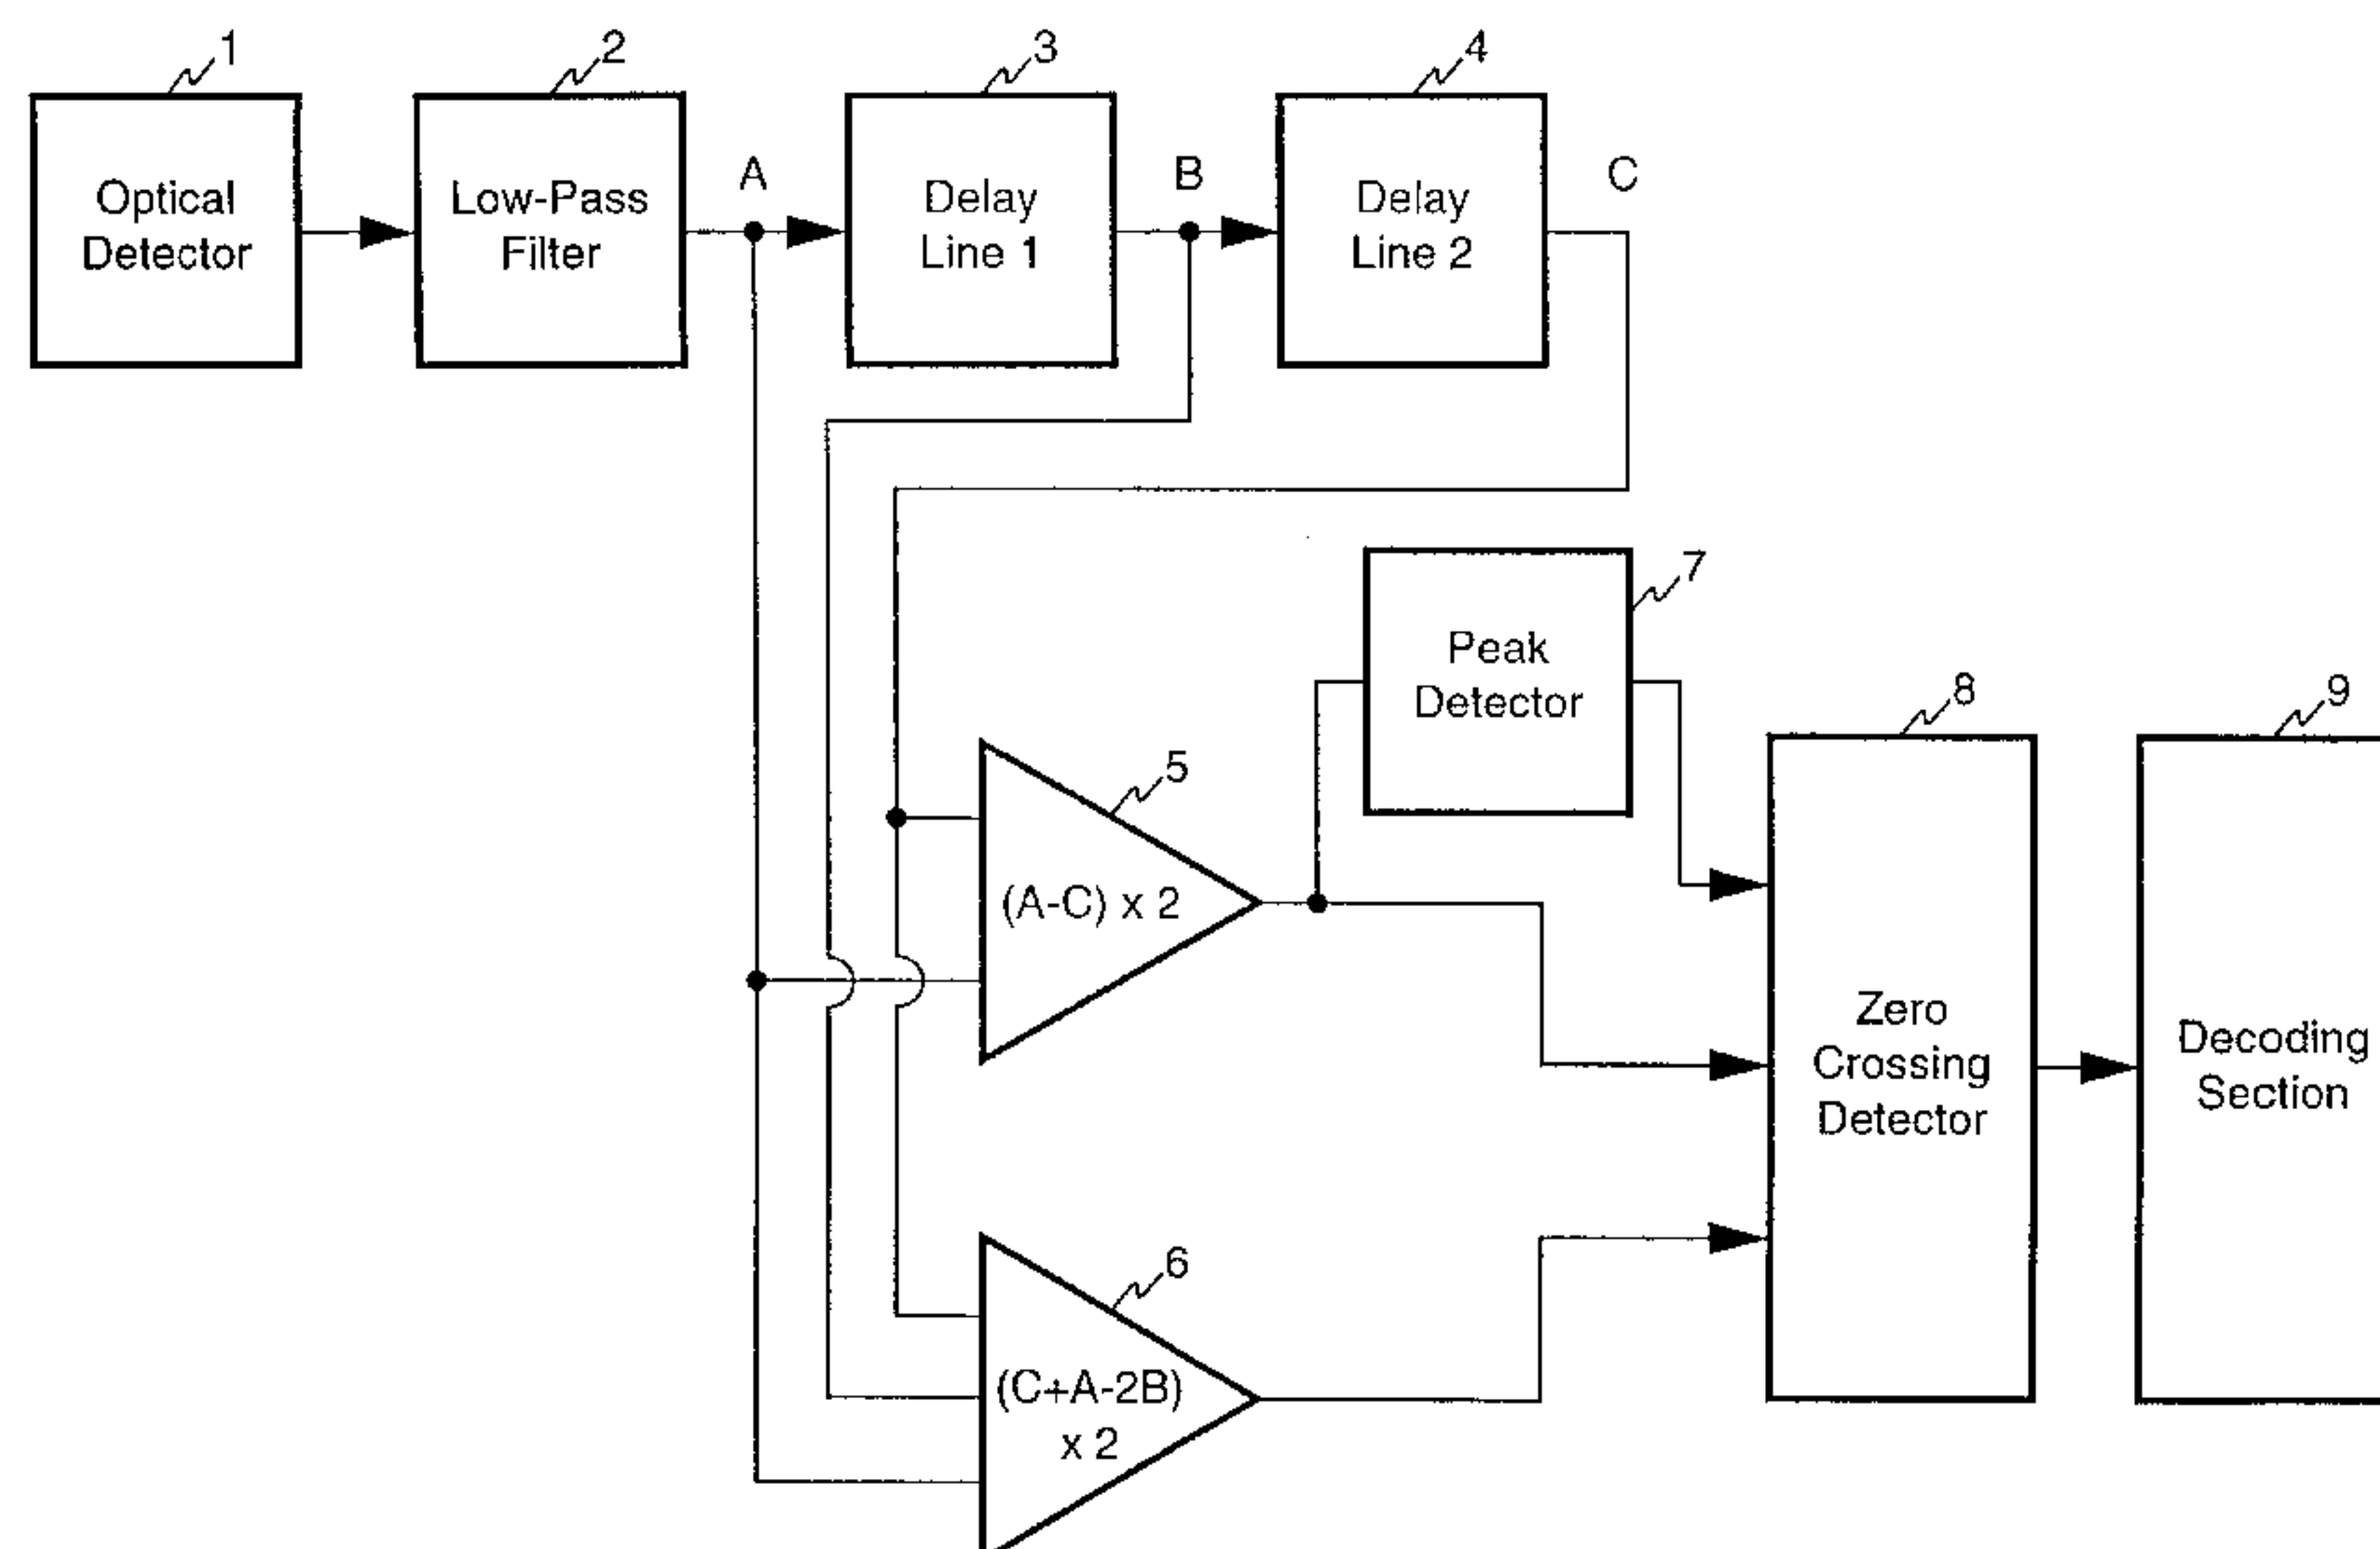 1
2
3
4
Optical
Detector
Low-Pass
Filter
A
Delay
Line 1
B
Delay
Line 2
C
7
Peak
Detector
5
(A-C) x 2
8
Zero
Crossing
Detector
9
Decoding
Section
6
(C+A-2B)
x 2